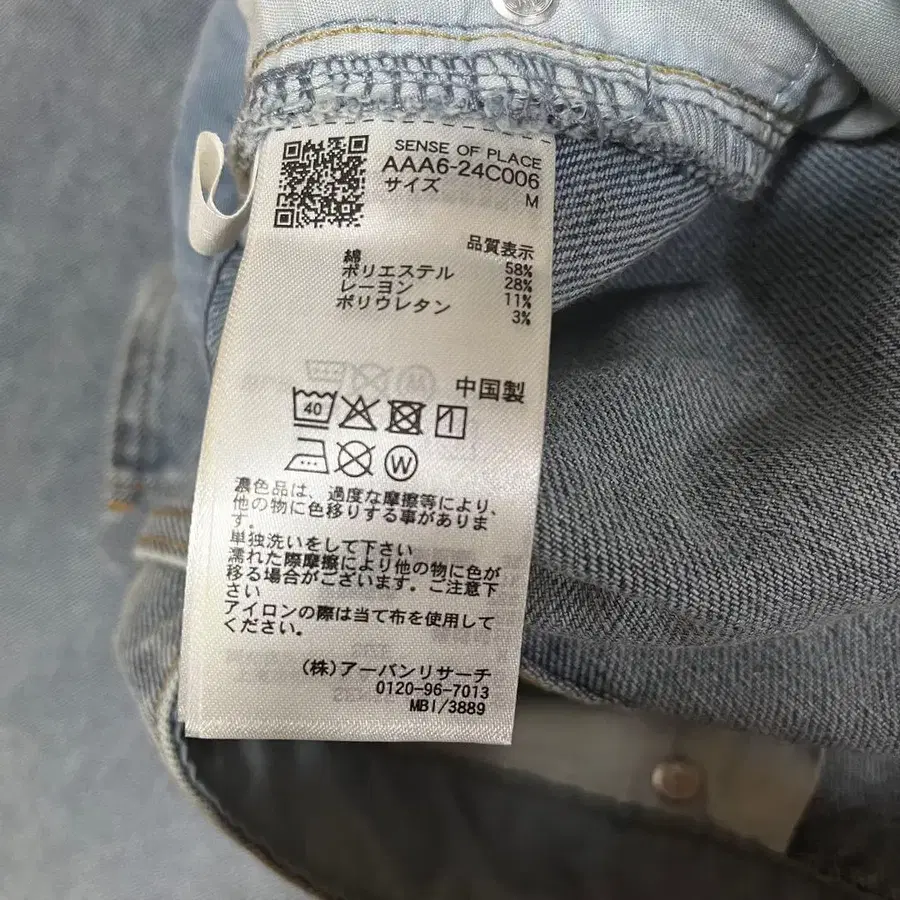 SENSE OF PLACE
AAA6-24C006
サイズ M
品質表示
綿 58%
ポリエステル 28%
レーヨン 11%
ポリウレタン 3%
中国製
40
W
濃色品は、過度な摩擦等により、
他の物に色移りする事がありま
す。
単独洗いをして下さい
濡れた際摩擦により他の物に色が
移る場合がございます。ご注意下
さい
アイロンの際は当て布を使用して
ください。
(株)アーバンリサーチ
0120-96-7013
MBI/3889